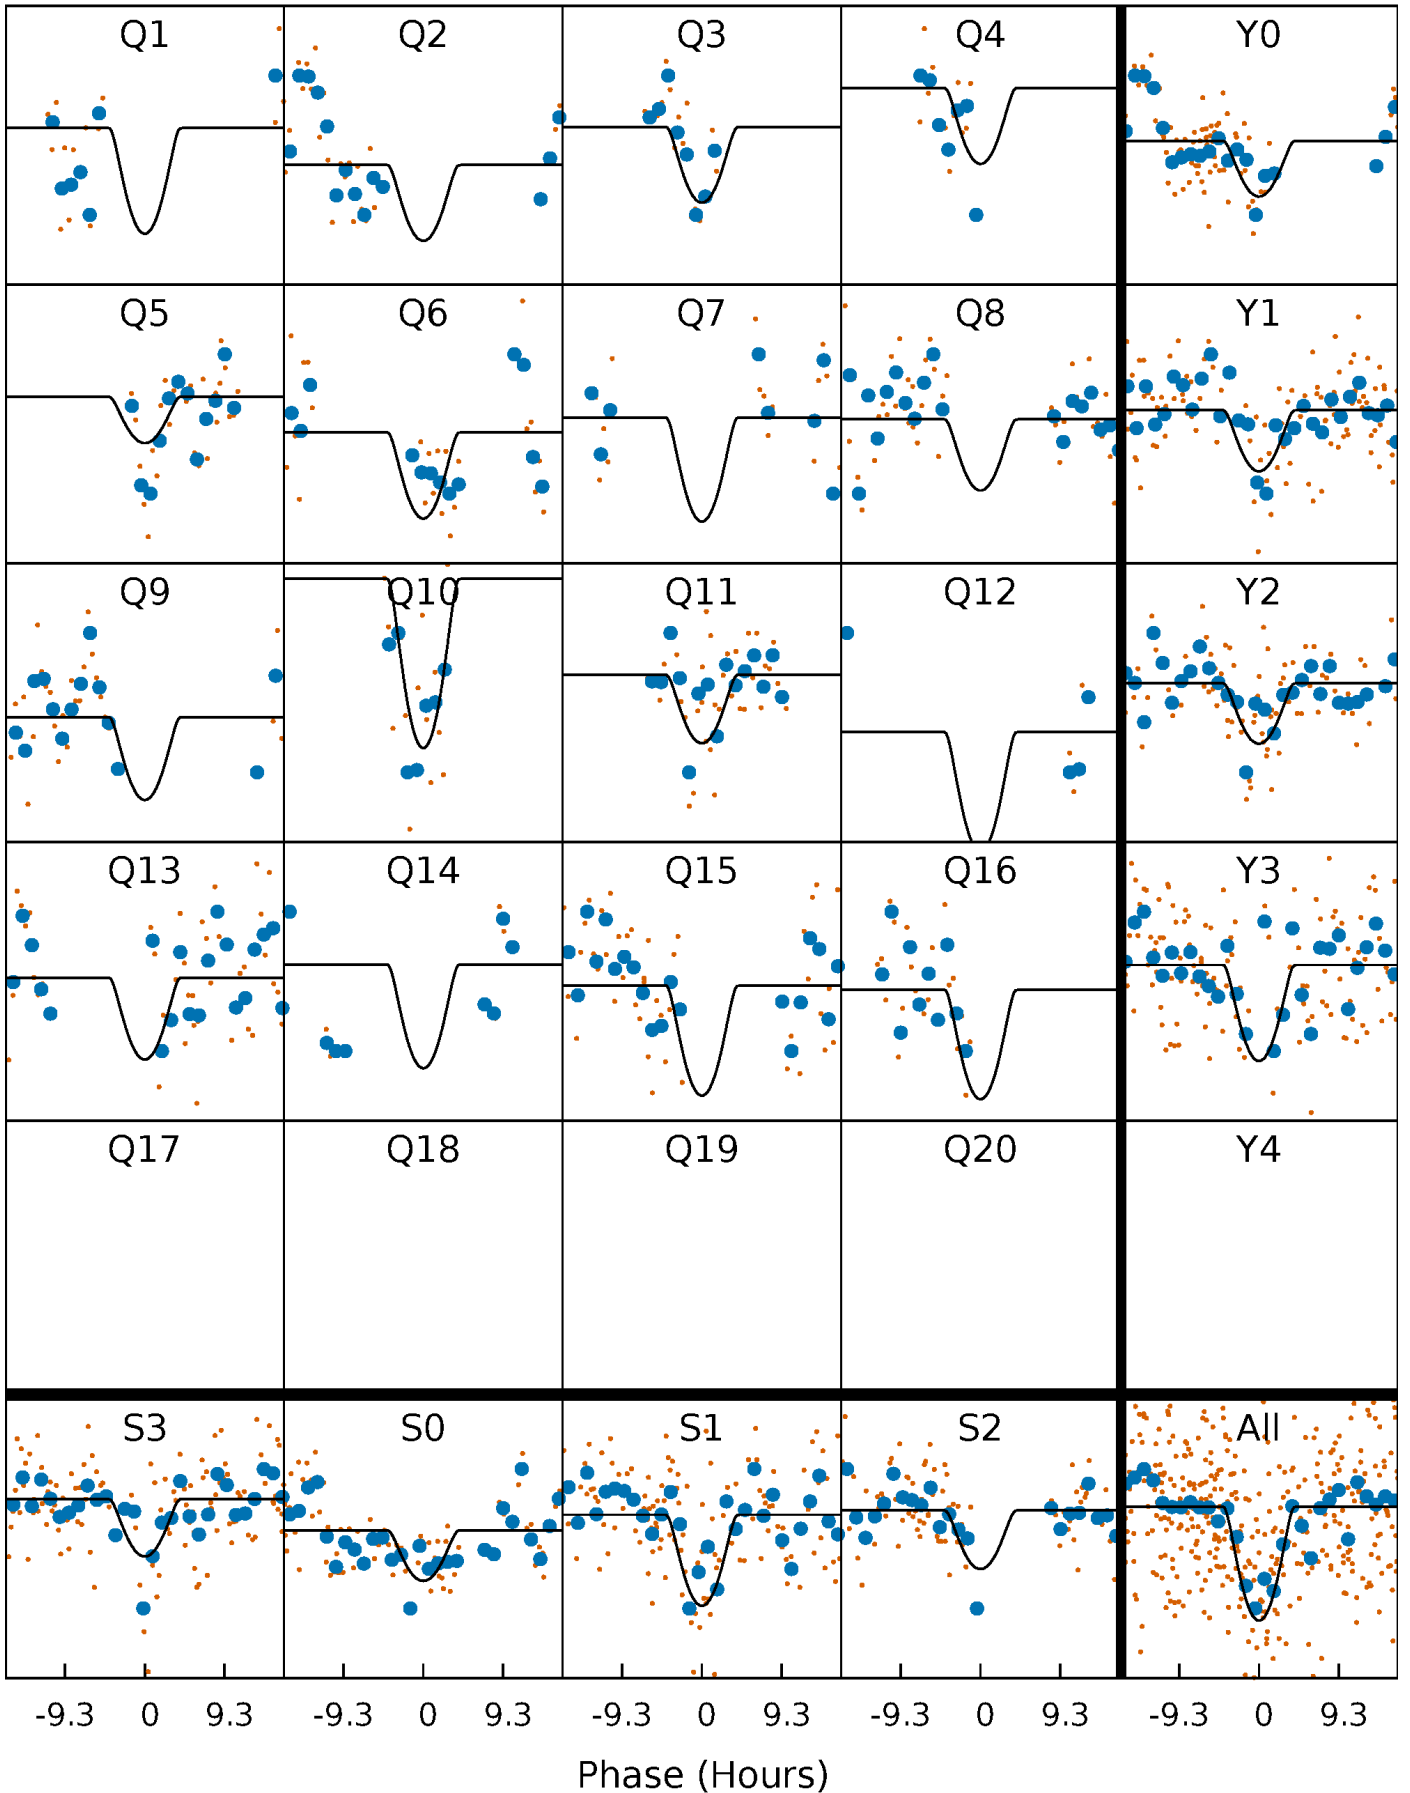 Q1 Q2 Q3 Q4 Y0
Q5 Q6 Q7 Q8 Y1
Q9 Q10 Q11 Q12 Y2
Q13 Q14 Q15 Q16 Y3
Q17 Q18 Q19 Q20 Y4
S3 S0 S1 S2 All
-9.3 0 9.3 -9.3 0 9.3 -9.3 0 9.3 -9.3 0 9.3 -9.3 0 9.3
Phase (Hours)